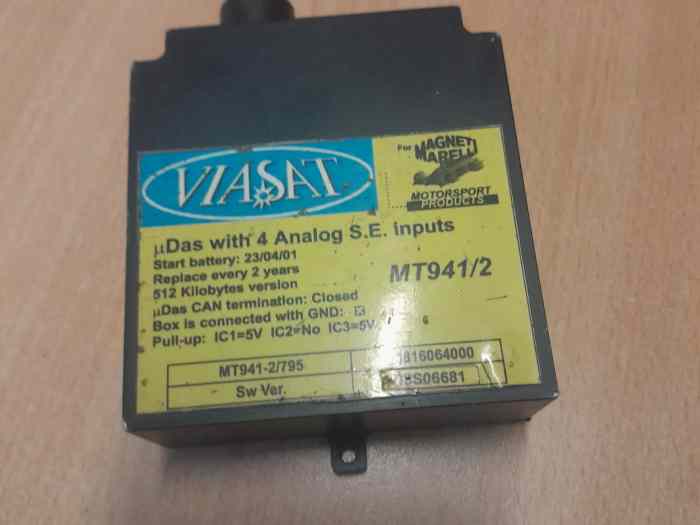 VIASAT
For MAGNETI MARELLI
MOTORSPORT
PRODUCTS
µDas with 4 Analog S.E. inputs
Start battery: 23/04/01
Replace every 2 years
512 Kilobytes version
MT941/2
µDas CAN termination: Closed
Box is connected with GND:
Pull-up: IC1=5V IC2=No IC3=5V
MT941-2/795
Sw Ver.